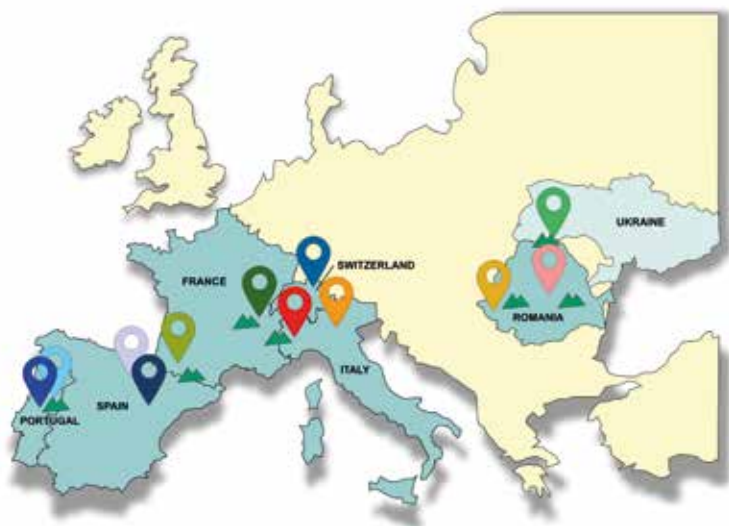 UKRAINE
SWITZERLAND
FRANCE
ROMANIA
ITALY
SPAIN
PORTUGAL